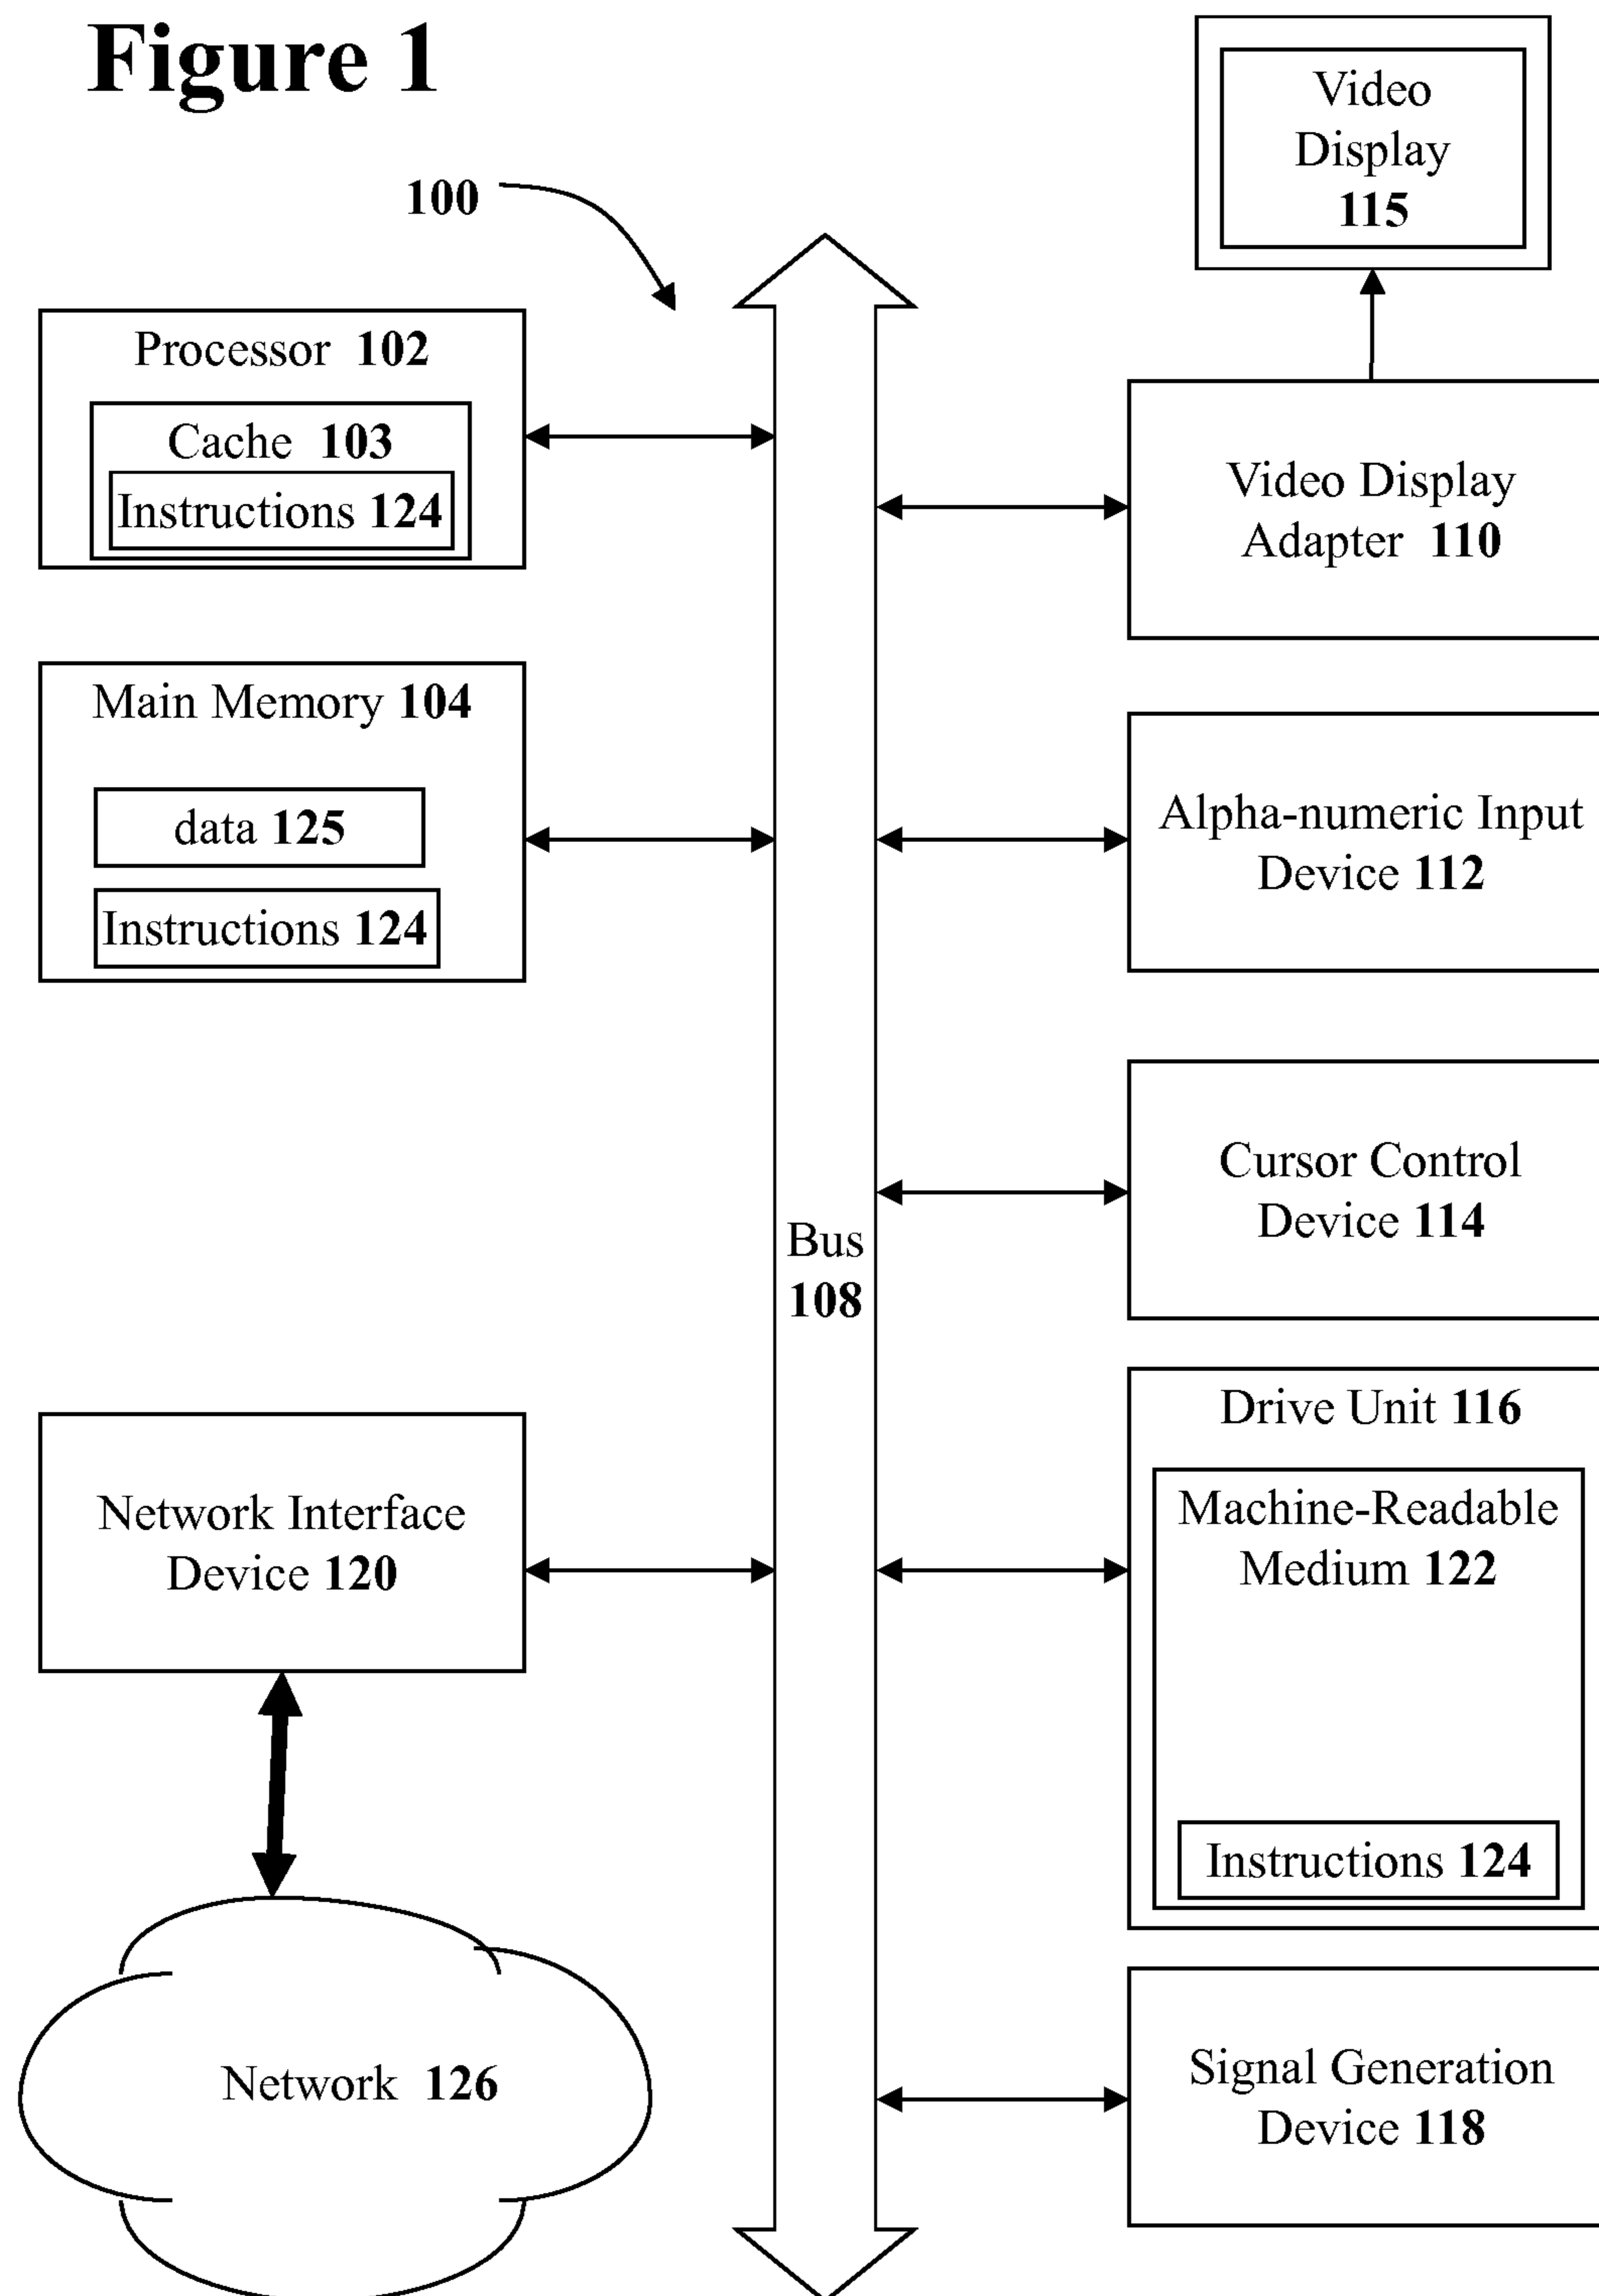 Figure 1
100
Processor 102
Cache 103
Instructions 124
Main Memory 104
data 125
Instructions 124
Network Interface
Device 120
Network 126
Bus
108
Video
Display
115
Video Display
Adapter 110
Alpha-numeric Input
Device 112
Cursor Control
Device 114
Drive Unit 116
Machine-Readable
Medium 122
Instructions 124
Signal Generation
Device 118